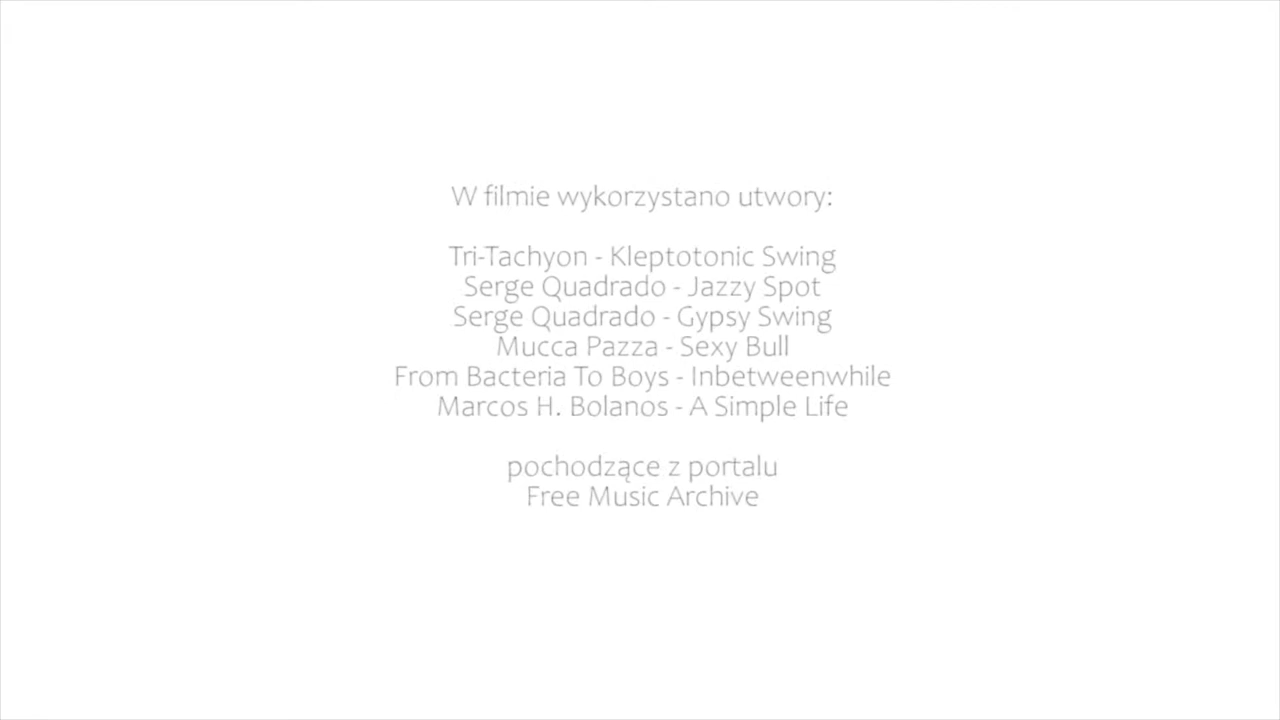 W filmie wykorzystano utwory:
Tri-Tachyon - Kleptotonic Swing
Serge Quadrado - Jazzy Spot
Serge Quadrado - Gypsy Swing
Mucca Pazza - Sexy Bull
From Bacteria To Boys - Inbetweenwhile
Marcos H. Bolanos - A Simple Life
pochodzące z portalu
Free Music Archive